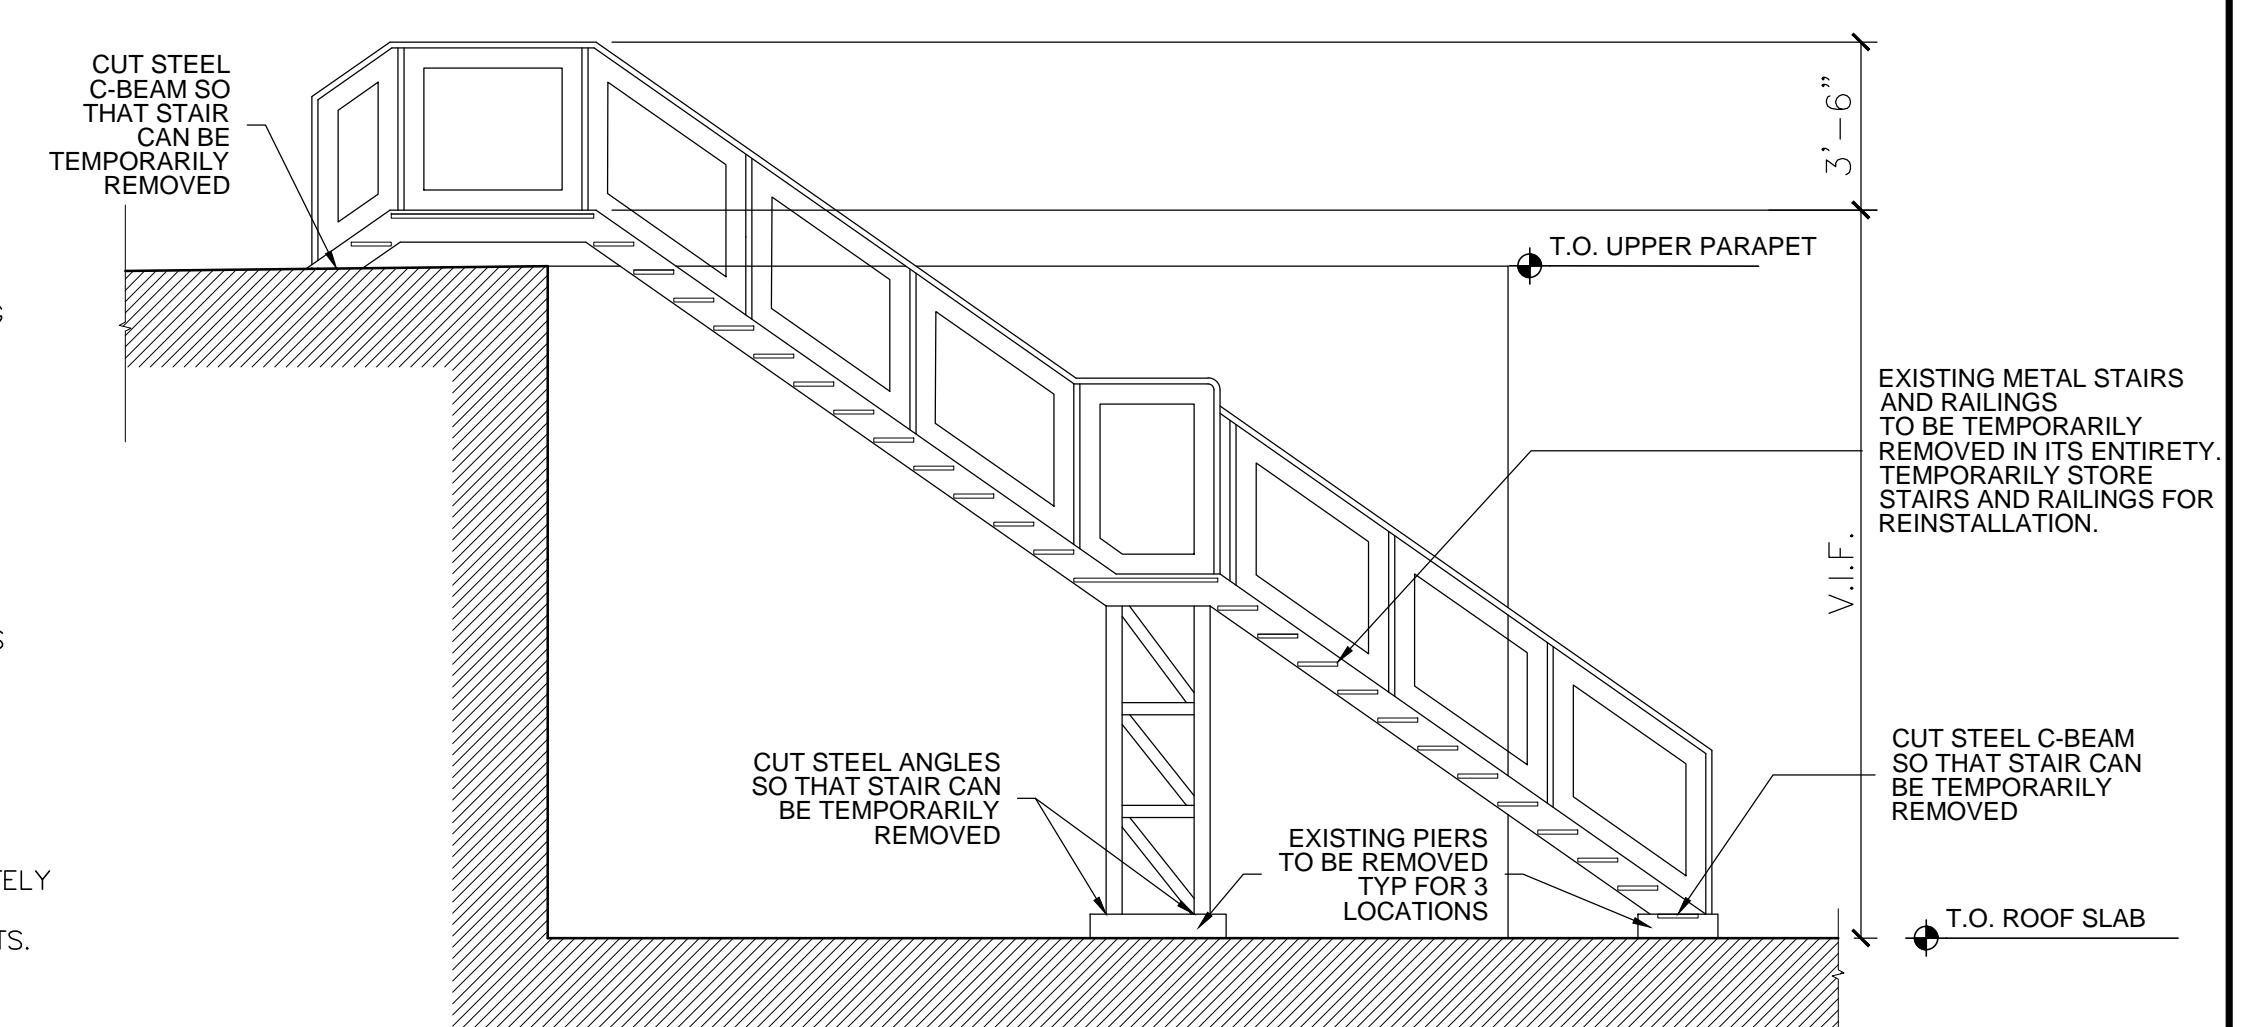 CUT STEEL
C-BEAM SO
THAT STAIR
CAN BE
TEMPORARILY
REMOVED
3'-6"
T.O. UPPER PARAPET
EXISTING METAL STAIRS
AND RAILINGS
TO BE TEMPORARILY
REMOVED IN ITS ENTIRETY.
TEMPORARILY STORE
STAIRS AND RAILINGS FOR
REINSTALLATION.
V.I.F.
CUT STEEL ANGLES
SO THAT STAIR CAN
BE TEMPORARILY
REMOVED
EXISTING PIERS
TO BE REMOVED
TYP FOR 3
LOCATIONS
CUT STEEL C-BEAM
SO THAT STAIR CAN
BE TEMPORARILY
REMOVED
T.O. ROOF SLAB